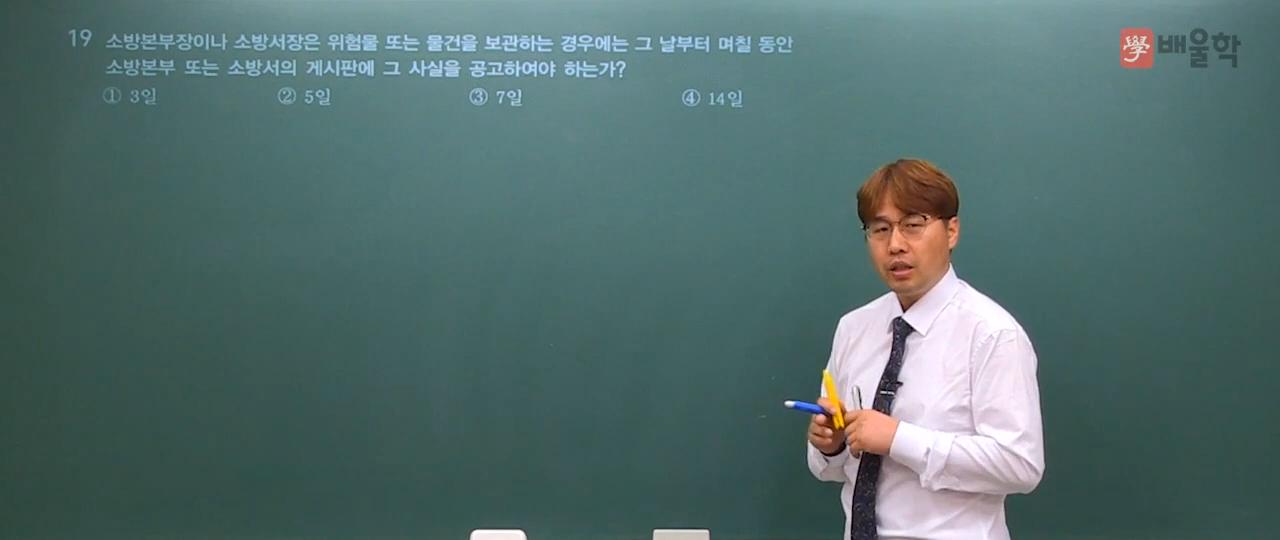 19 소방본부장이나 소방서장은 위험물 또는 물건을 보관하는 경우에는 그 날부터 며칠 동안
소방본부 또는 소방서의 게시판에 그 사실을 공고하여야 하는가?
① 3일 ② 5일 ③ 7일 ④ 14일
學 배울학